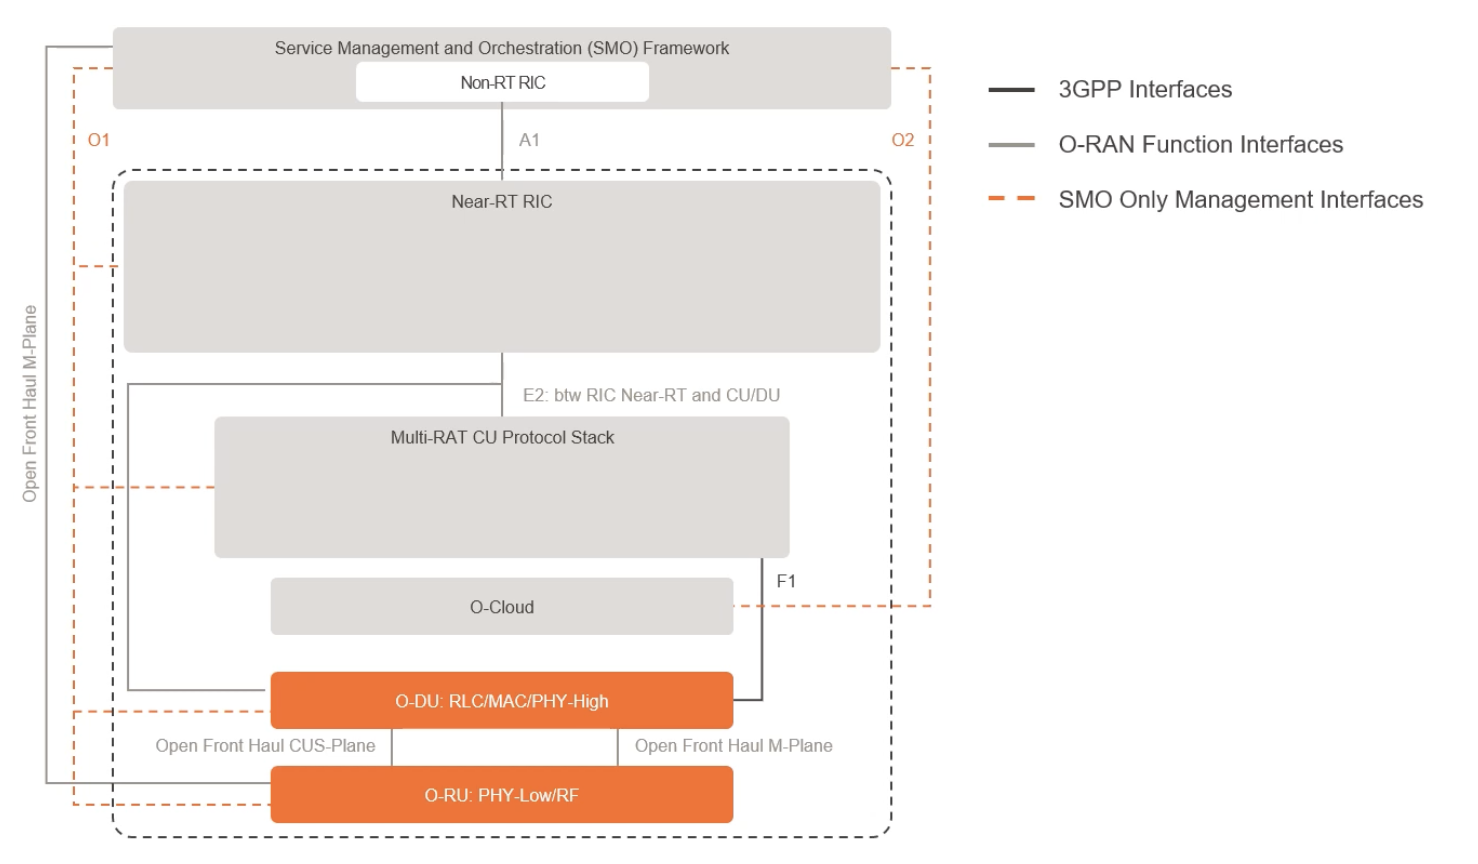 Service Management and Orchestration (SMO) Framework
Non-RT RIC
3GPP Interfaces
O-RAN Function Interfaces
SMO Only Management Interfaces
O1
A1
O2
Near-RT RIC
Open Front Haul M-Plane
E2: btw RIC Near-RT and CU/DU
Multi-RAT CU Protocol Stack
F1
O-Cloud
O-DU: RLC/MAC/PHY-High
Open Front Haul CUS-Plane
Open Front Haul M-Plane
O-RU: PHY-Low/RF